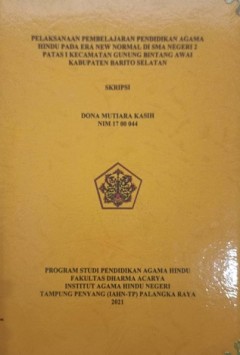 PELAKSANAAN PEMBELAJARAN PENDIDIKAN AGAMA
HINDU PADA ERA NEW NORMAL DI SMA NEGERI 2
PATAS I KECAMATAN GUNUNG BINTANG AWAI
KABUPATEN BARITO SELATAN
SKRIPSI
DONA MUTIARA KASIH
NIM 17 00 044
PROGRAM STUDI PENDIDIKAN AGAMA HINDU
FAKULTAS DHARMA ACARYA
INSTITUT AGAMA HINDU NEGERI
TAMPUNG PENYANG (IAHN-TP) PALANGKA RAYA
2021